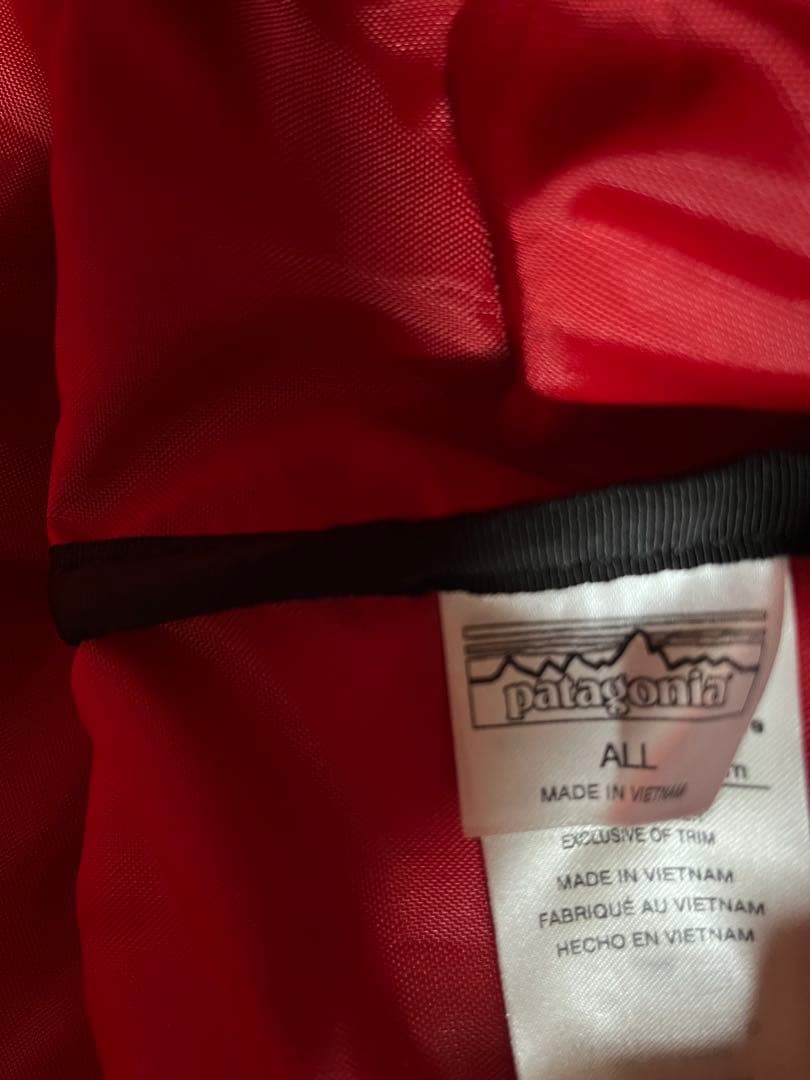 patagonia
ALL
MADE IN VIETNAM
EXCLUSIVE OF TRIM
MADE IN VIETNAM
FABRIQUÉ AU VIETNAM
HECHO EN VIETNAM